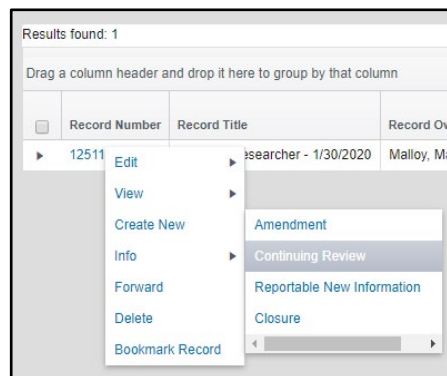 Results found: 1
Drag a column header and drop it here to group by that column
Record Number Record Title Record Ow
12511 esearcher - 1/30/2020 Malloy, Ma
Edit
View
Create New
Info
Forward
Delete
Bookmark Record
Amendment
Continuing Review
Reportable New Information
Closure